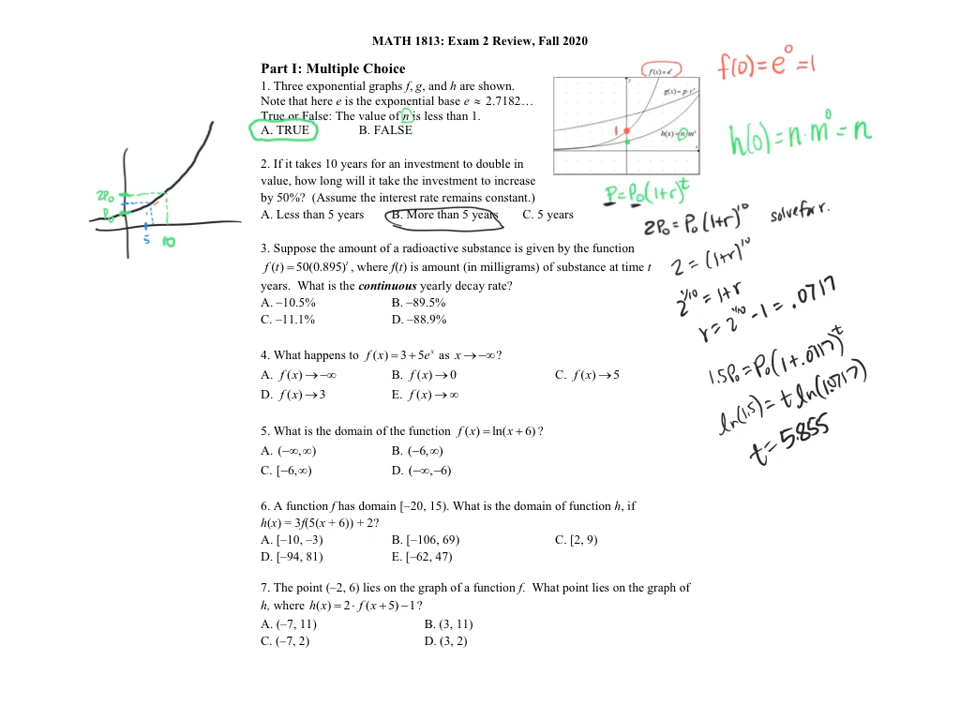 MATH 1813: Exam 2 Review, Fall 2020
Part I: Multiple Choice
1. Three exponential graphs f, g, and h are shown.
Note that here e is the exponential base e ≈ 2.7182…
True or False: The value of n is less than 1.
A. TRUE B. FALSE
f(x)=eˣ
g(x)=p·rˣ
h(x)=n·mˣ
1
f(0)=e⁰=1
h(0)=n·m⁰=n
2. If it takes 10 years for an investment to double in
value, how long will it take the investment to increase
by 50%? (Assume the interest rate remains constant.)
A. Less than 5 years B. More than 5 years C. 5 years
2P₀
P₀
5 10
P=P₀(1+r)ᵗ
2P₀=P₀(1+r)¹⁰ solve for r.
2=(1+r)¹⁰
2^1/10=1+r
r=2^1/10-1=.0717
1.5P₀=P₀(1+.0717)ᵗ
ln(1.5)=t ln(1.0717)
t=5.855
3. Suppose the amount of a radioactive substance is given by the function
f(t)=50(0.895)ᵗ, where f(t) is amount (in milligrams) of substance at time t
years. What is the continuous yearly decay rate?
A. −10.5% B. −89.5%
C. −11.1% D. −88.9%
4. What happens to f(x)=3+5eˣ as x→−∞?
A. f(x)→−∞ B. f(x)→0 C. f(x)→5
D. f(x)→3 E. f(x)→∞
5. What is the domain of the function f(x)=ln(x+6)?
A. (−∞,∞) B. (−6,∞)
C. [−6,∞) D. (−∞,−6)
6. A function f has domain [−20, 15). What is the domain of function h, if
h(x) = 3f(5(x + 6)) + 2?
A. [−10, −3) B. [−106, 69) C. [2, 9)
D. [−94, 81) E. [−62, 47)
7. The point (−2, 6) lies on the graph of a function f. What point lies on the graph of
h, where h(x)=2·f(x+5)−1?
A. (−7, 11) B. (3, 11)
C. (−7, 2) D. (3, 2)